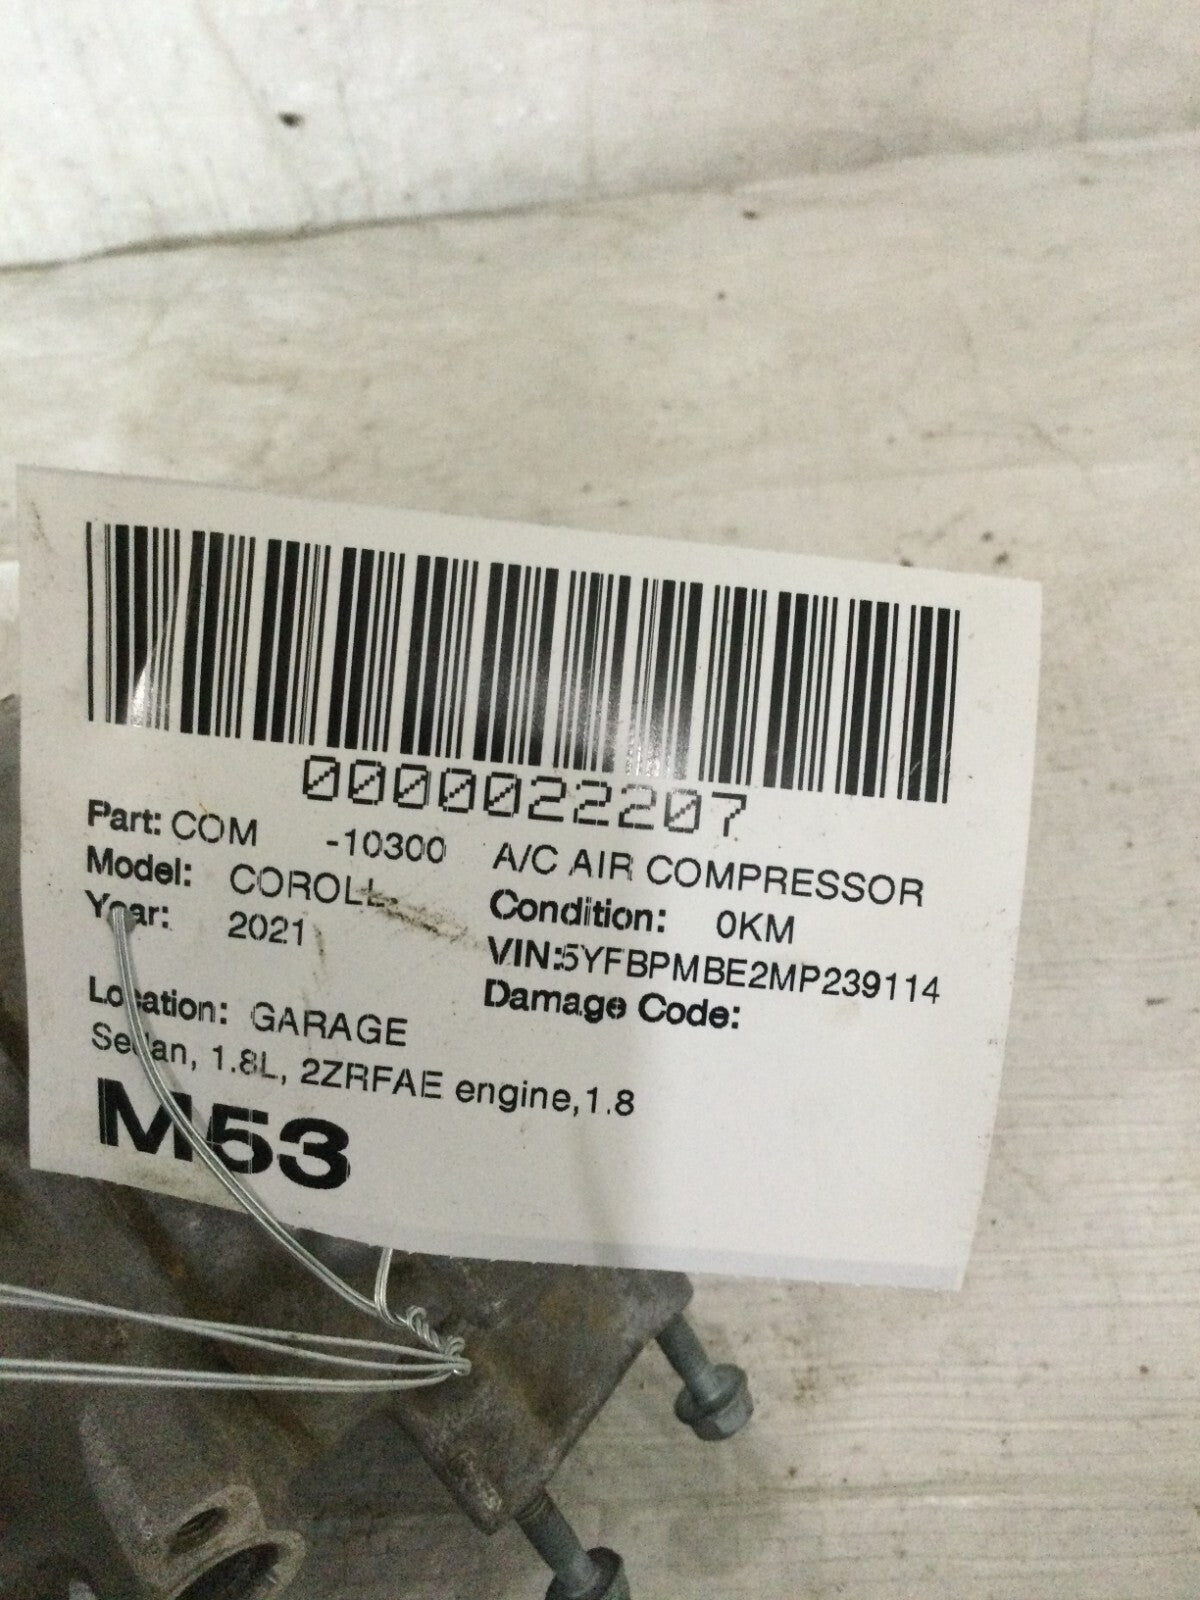 0000022207
Part: COM -10300 A/C AIR COMPRESSOR
Model: COROLL
Condition: 0KM
Year: 2021
VIN:5YFBPMBE2MP239114
Damage Code:
Location: GARAGE
Sedan, 1.8L, 2ZRFAE engine,1.8
M53